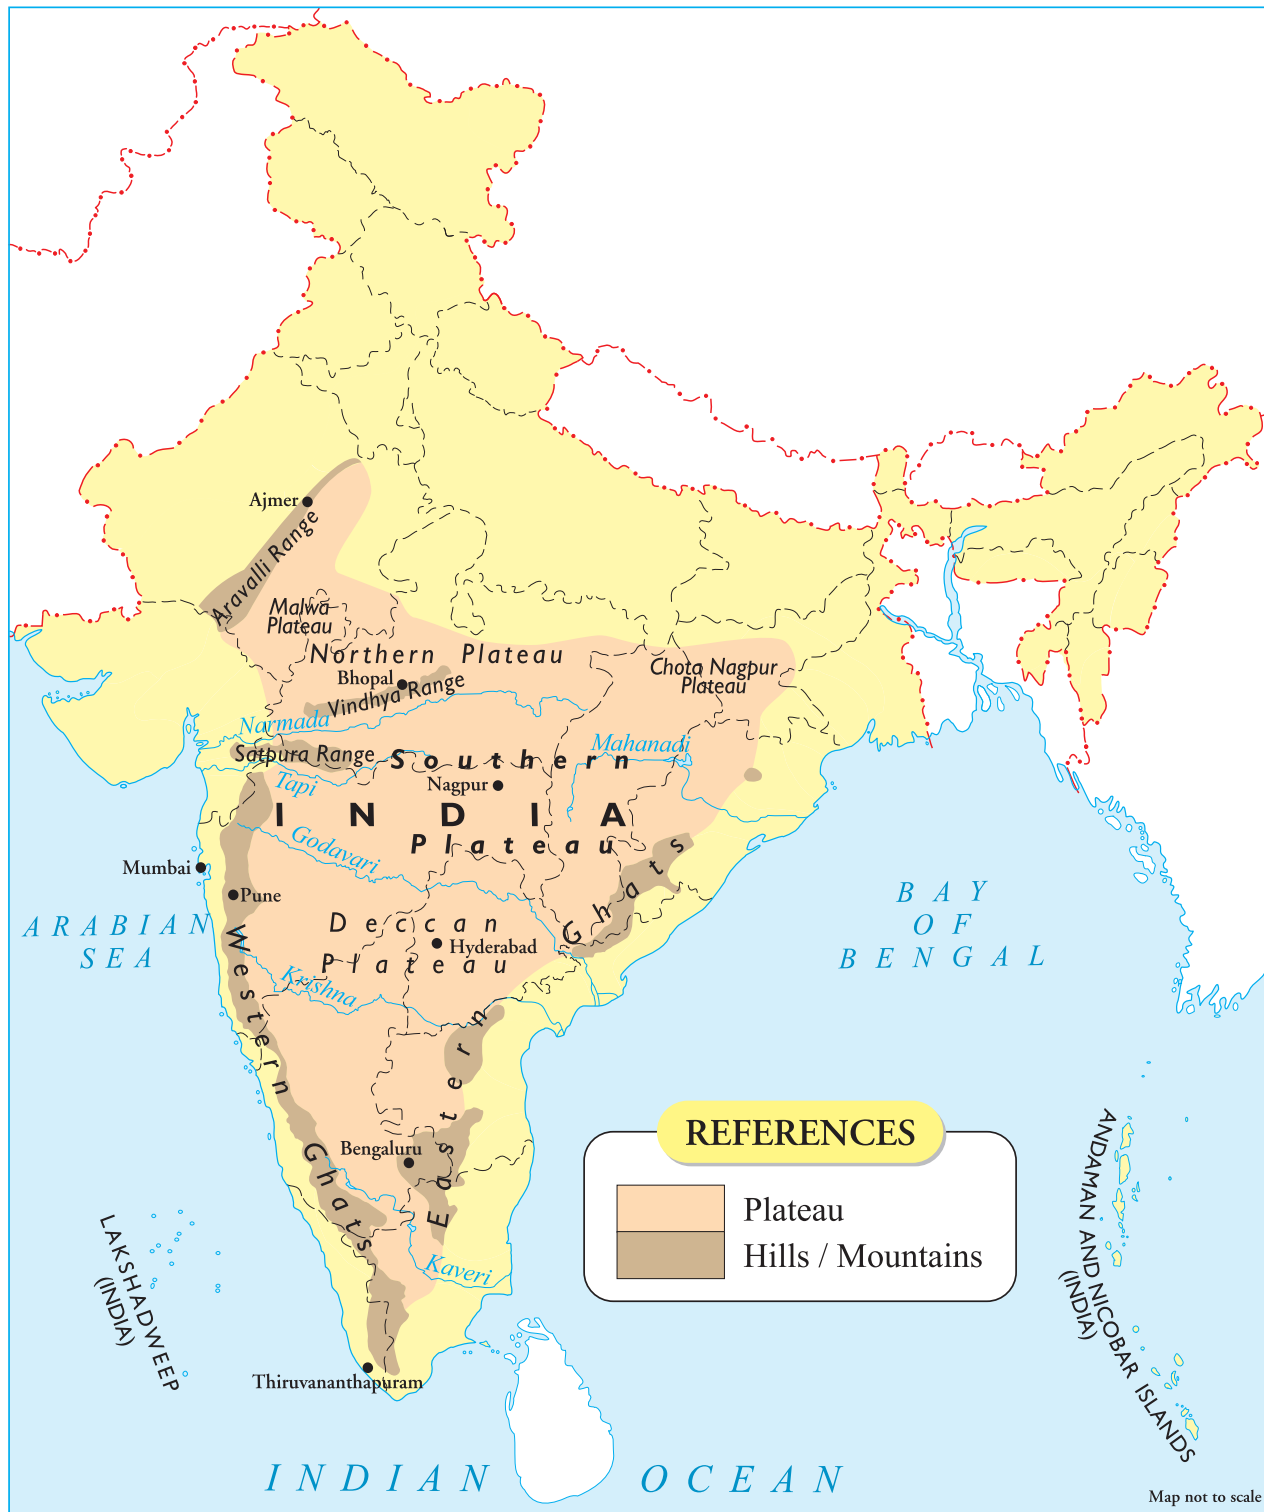 Ajmer
Aravalli Range
Malwa
Plateau
Northern Plateau
Bhopal
Vindhya Range
Chota Nagpur
Plateau
Narmada
Satpura Range
Southern
Mahanadi
Tapi
Nagpur
INDIA
Plateau
Godavari
Mumbai
Pune
Ghats
ARABIAN
SEA
Deccan
Hyderabad
Plateau
BAY
OF
BENGAL
Krishna
Western
Ghats
Eastern
Bengaluru
Kaveri
REFERENCES
Plateau
Hills / Mountains
LAKSHADWEEP
(INDIA)
ANDAMAN AND NICOBAR ISLANDS
(INDIA)
Thiruvananthapuram
INDIAN OCEAN
Map not to scale